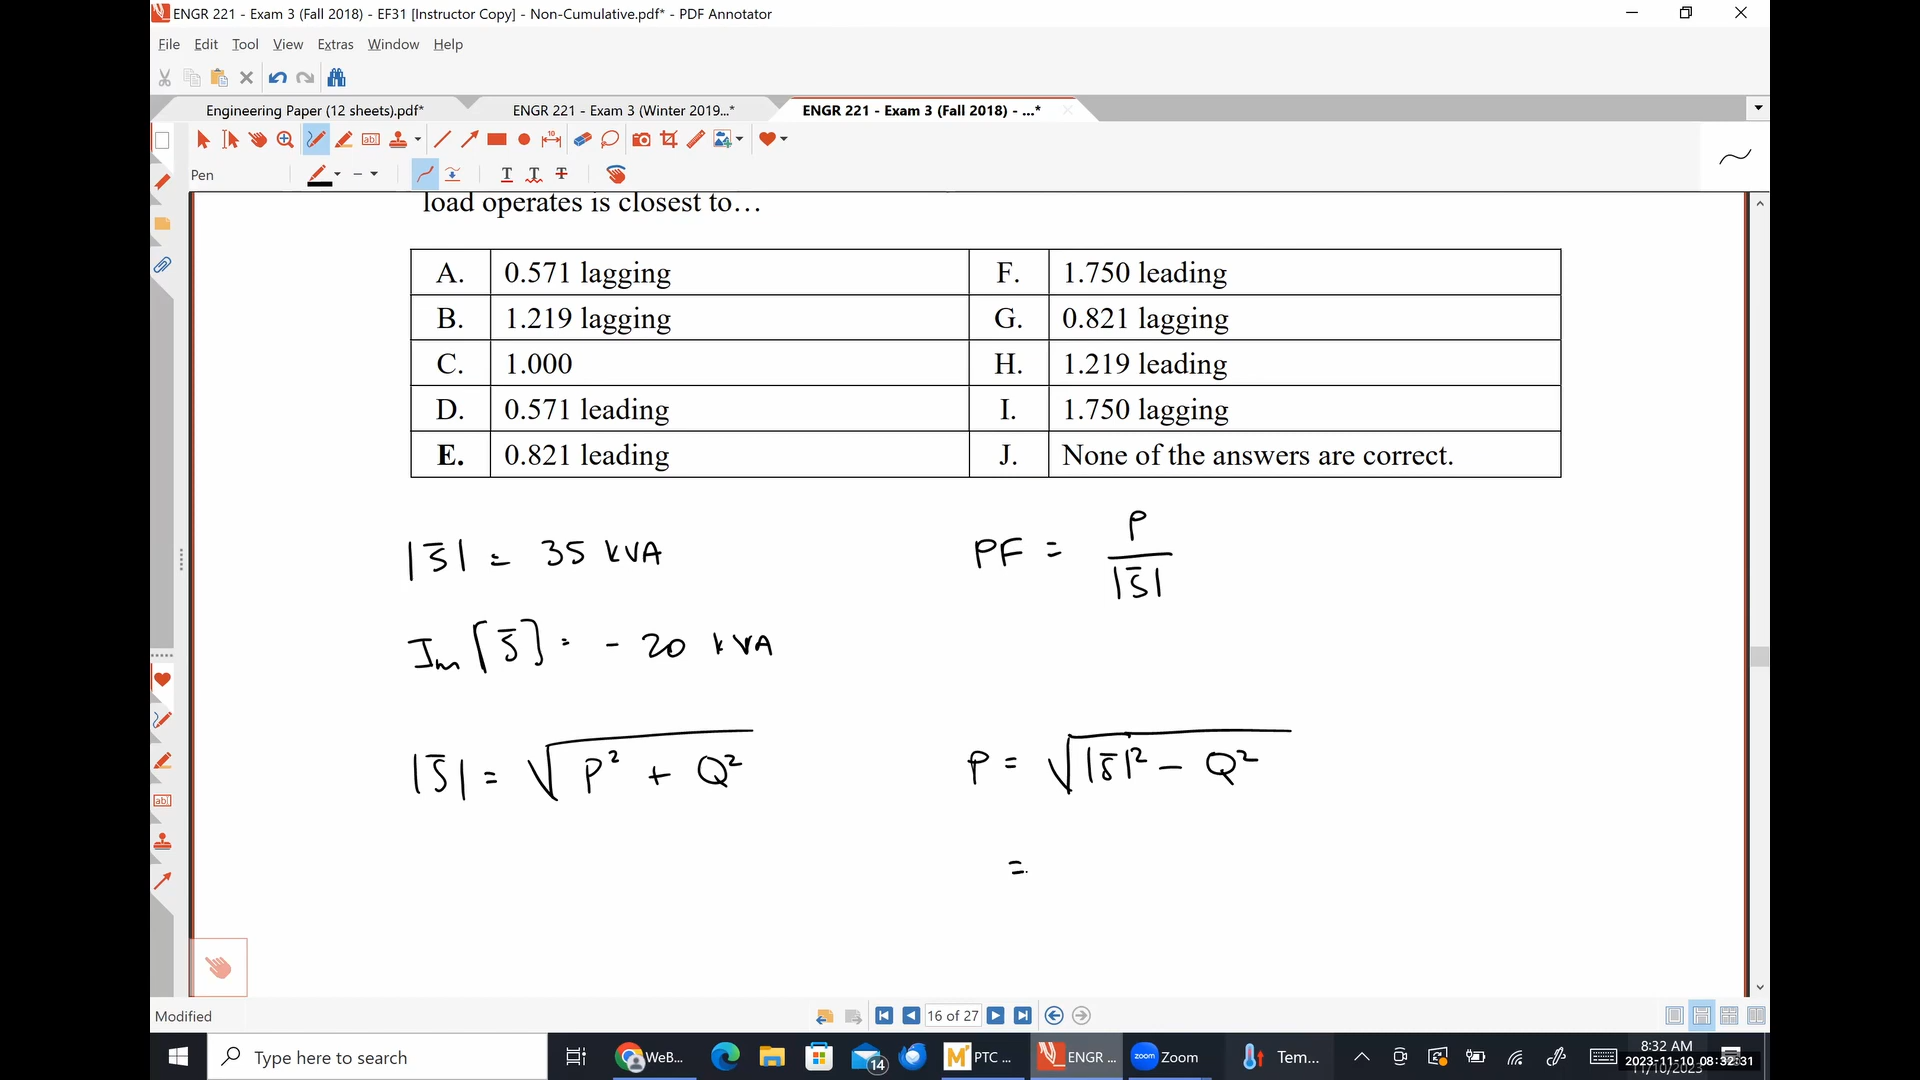 ENGR 221 - Exam 3 (Fall 2018) - EF31 [Instructor Copy] - Non-Cumulative.pdf* - PDF Annotator
File Edit Tool View Extras Window Help
Engineering Paper (12 sheets).pdf* ENGR 221 - Exam 3 (Winter 2019...* ENGR 221 - Exam 3 (Fall 2018) - ...*
Pen
load operates is closest to…
A. 0.571 lagging F. 1.750 leading
B. 1.219 lagging G. 0.821 lagging
C. 1.000 H. 1.219 leading
D. 0.571 leading I. 1.750 lagging
E. 0.821 leading J. None of the answers are correct.
|S̅| = 35 kVA PF = P / |S̅|
Im [S̅] = - 20 kVA
|S̅| = √(P² + Q²) P = √(|S̅|² - Q²)
=
Modified 16 of 27
Type here to search WeB... 14 PTC ... ENGR ... zoom Zoom Tem... 8:32 AM
2023-11-10 08:32:31
11/10/2023